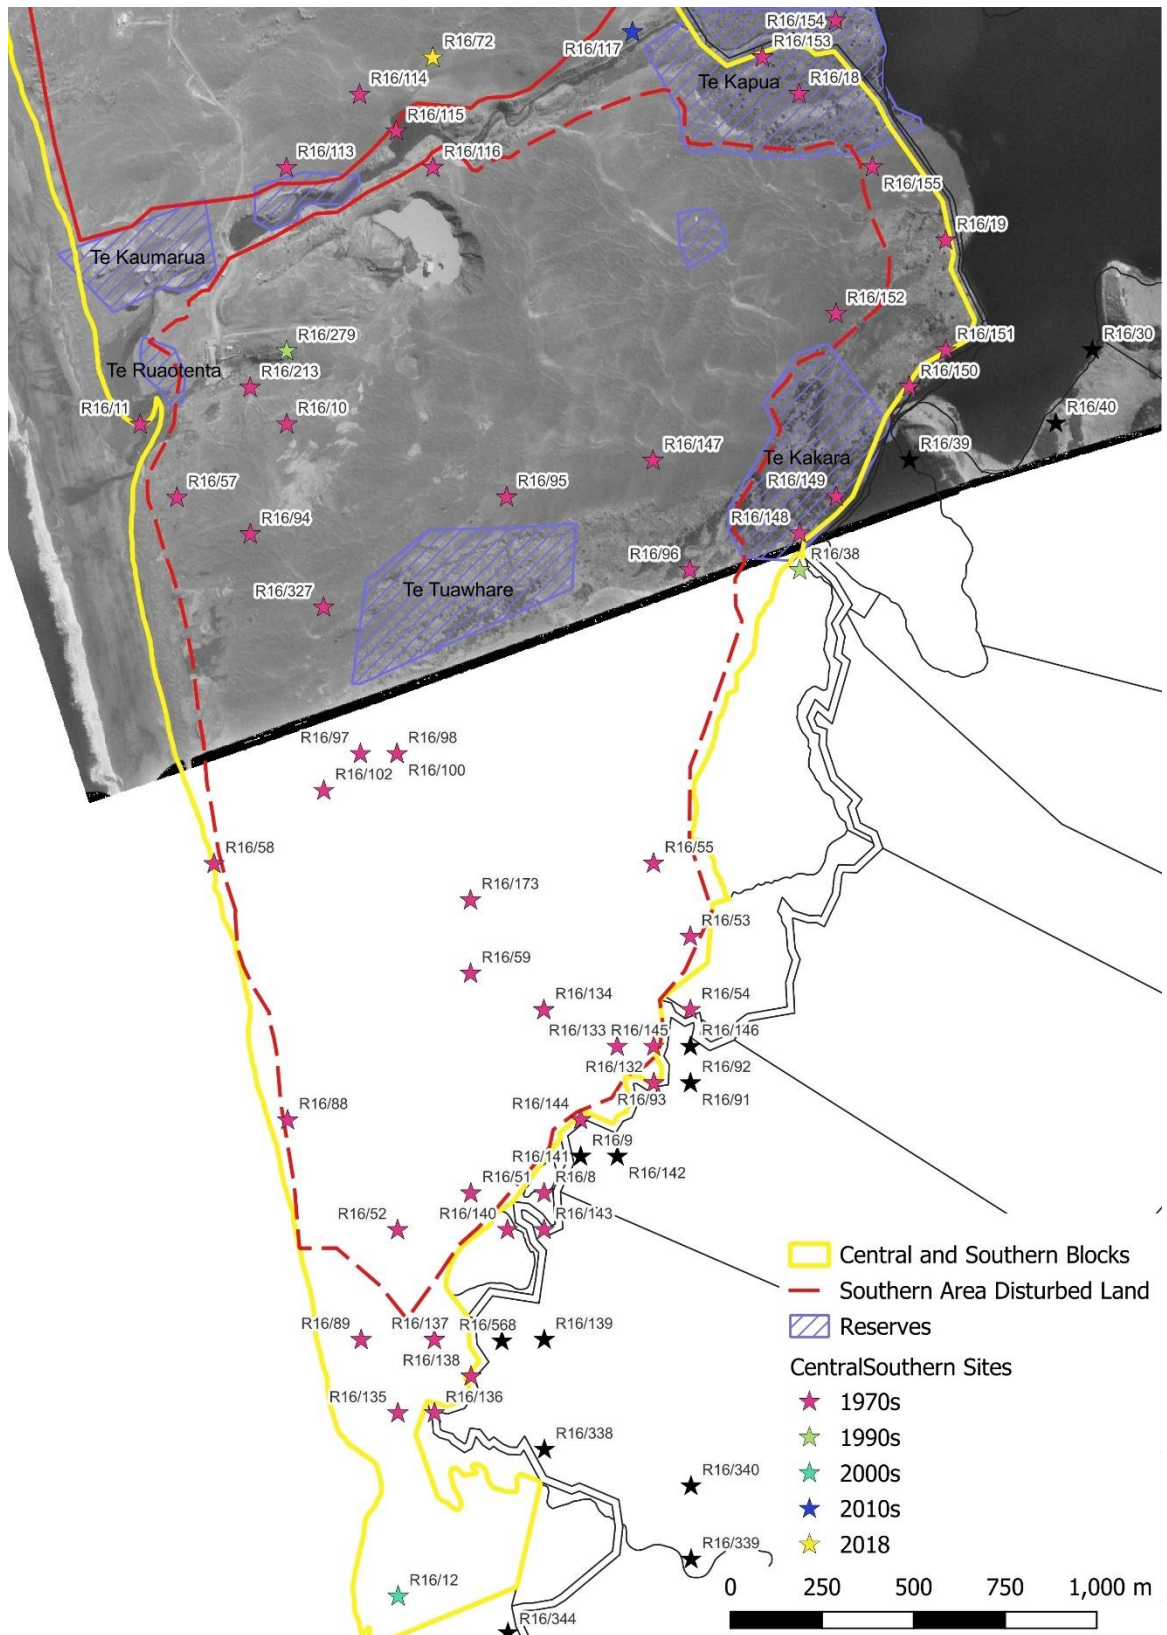 R16/154
R16/72
R16/117
R16/153
Te Kapua
R16/18
R16/114
R16/115
R16/113
R16/116
R16/155
R16/19
Te Kaumarua
R16/152
R16/279
R16/151
R16/30
Te Ruaotenta
R16/213
R16/150
R16/11
R16/10
R16/40
R16/39
R16/147
Te Kakara
R16/57
R16/95
R16/149
R16/94
R16/148
R16/96
R16/38
R16/327
Te Tuawhare
R16/97
R16/98
R16/100
R16/102
R16/58
R16/55
R16/173
R16/53
R16/59
R16/134
R16/54
R16/133
R16/145
R16/146
R16/132
R16/92
R16/93
R16/91
R16/88
R16/144
R16/9
R16/141
R16/142
R16/51
R16/8
R16/52
R16/140
R16/143
R16/89
R16/137
R16/568
R16/139
R16/138
R16/135
R16/136
R16/338
R16/340
R16/339
R16/12
R16/344
Central and Southern Blocks
Southern Area Disturbed Land
Reserves
CentralSouthern Sites
1970s
1990s
2000s
2010s
2018
0 250 500 750 1,000 m